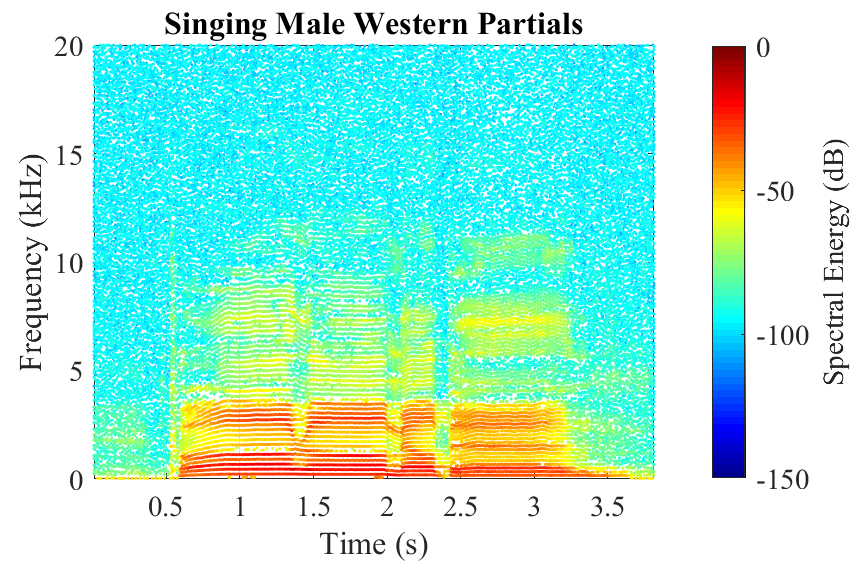 Singing Male Western Partials
20
15
10
5
0
Frequency (kHz)
0.5 1 1.5 2 2.5 3 3.5
Time (s)
0
-50
-100
-150
Spectral Energy (dB)